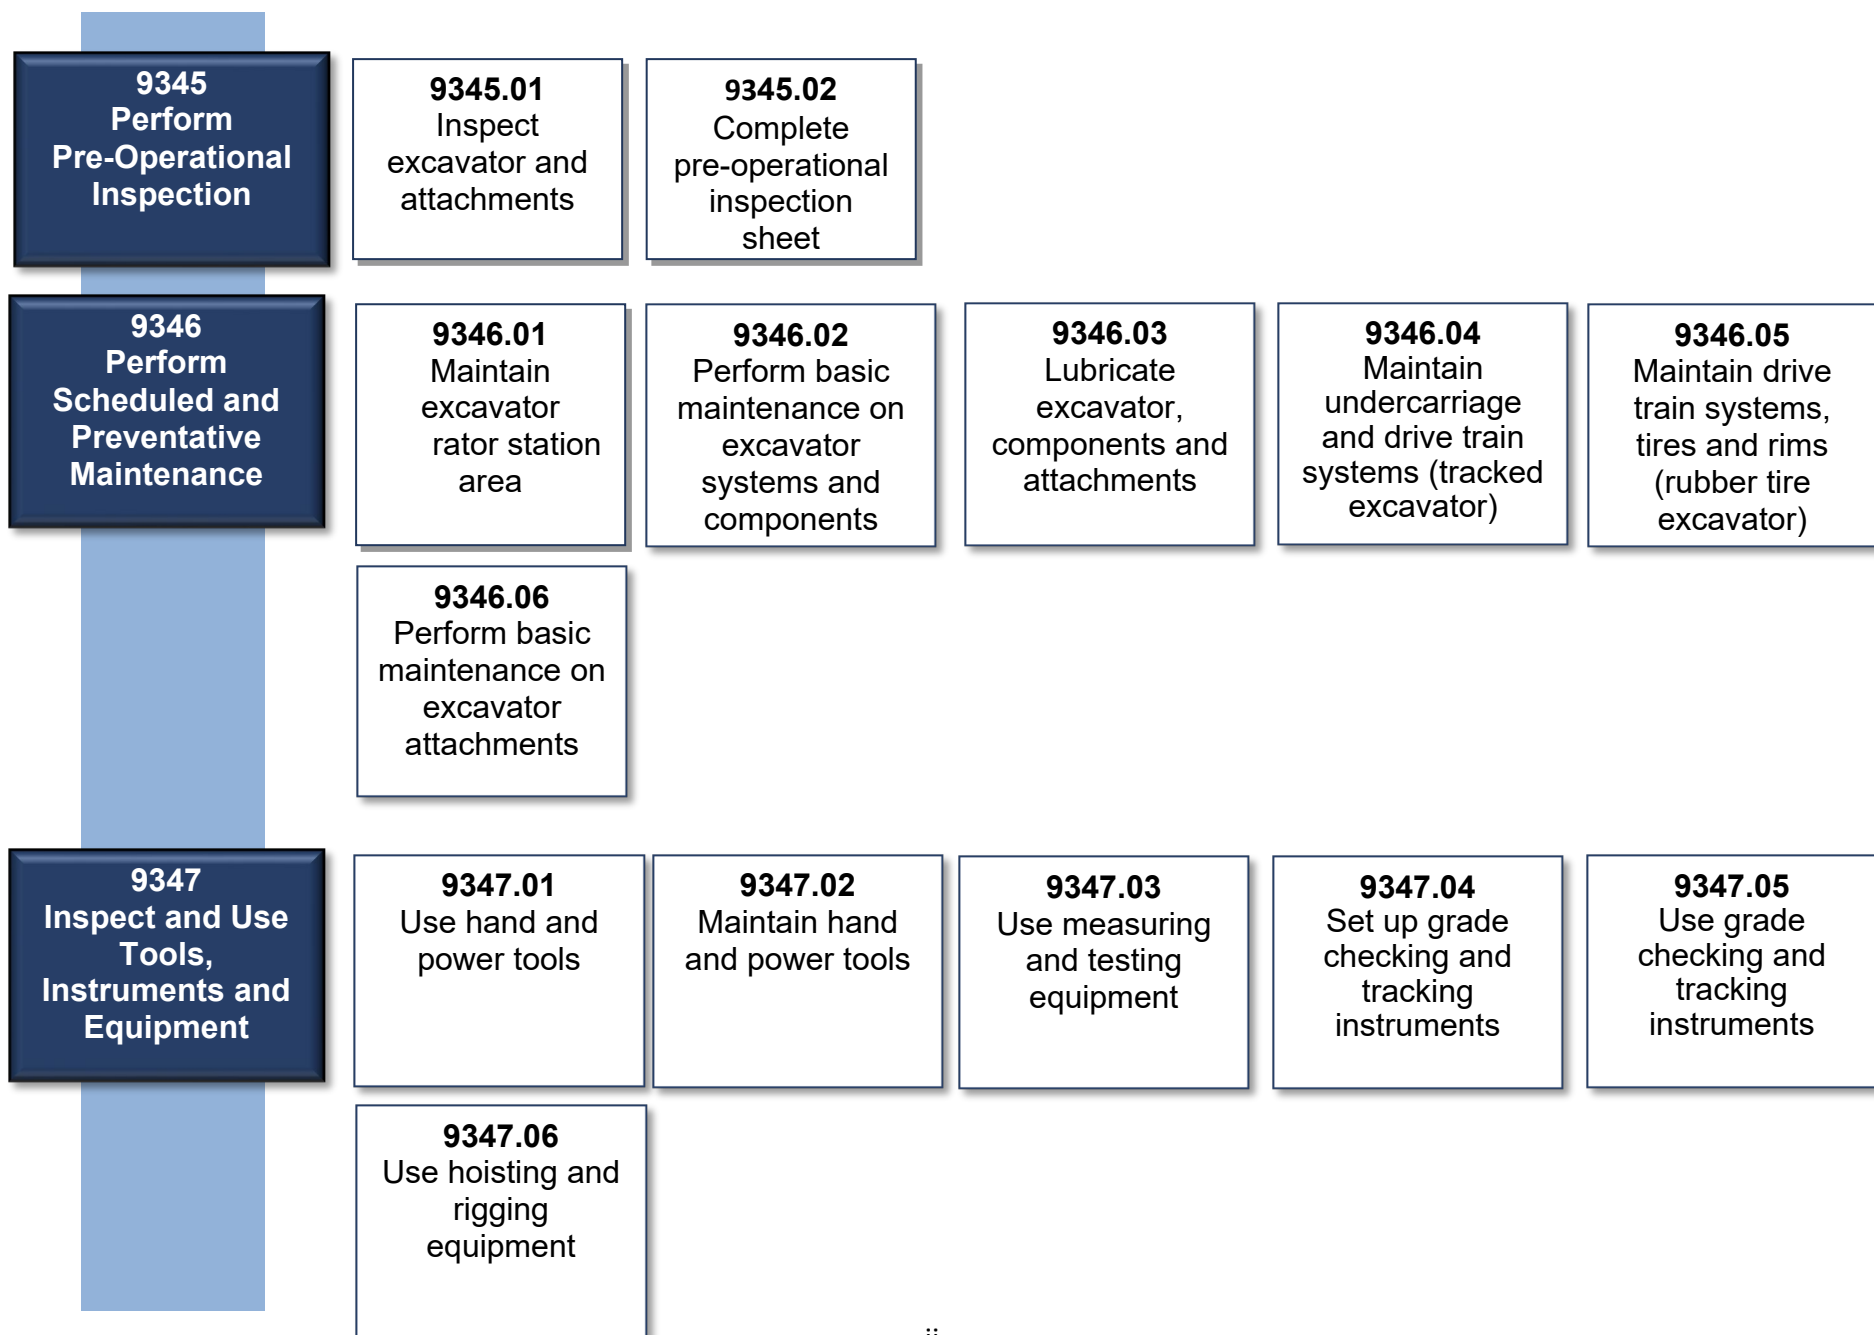 9345
Perform
Pre-Operational
Inspection
9345.01
Inspect
excavator and
attachments
9345.02
Complete
pre-operational
inspection
sheet
9346
Perform
Scheduled and
Preventative
Maintenance
9346.01
Maintain
excavator
rator station
area
9346.02
Perform basic
maintenance on
excavator
systems and
components
9346.03
Lubricate
excavator,
components and
attachments
9346.04
Maintain
undercarriage
and drive train
systems (tracked
excavator)
9346.05
Maintain drive
train systems,
tires and rims
(rubber tire
excavator)
9346.06
Perform basic
maintenance on
excavator
attachments
9347
Inspect and Use
Tools,
Instruments and
Equipment
9347.01
Use hand and
power tools
9347.02
Maintain hand
and power tools
9347.03
Use measuring
and testing
equipment
9347.04
Set up grade
checking and
tracking
instruments
9347.05
Use grade
checking and
tracking
instruments
9347.06
Use hoisting and
rigging
equipment
ii